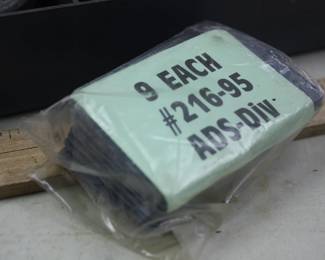 9 EACH
#216-95
ADS-Div.